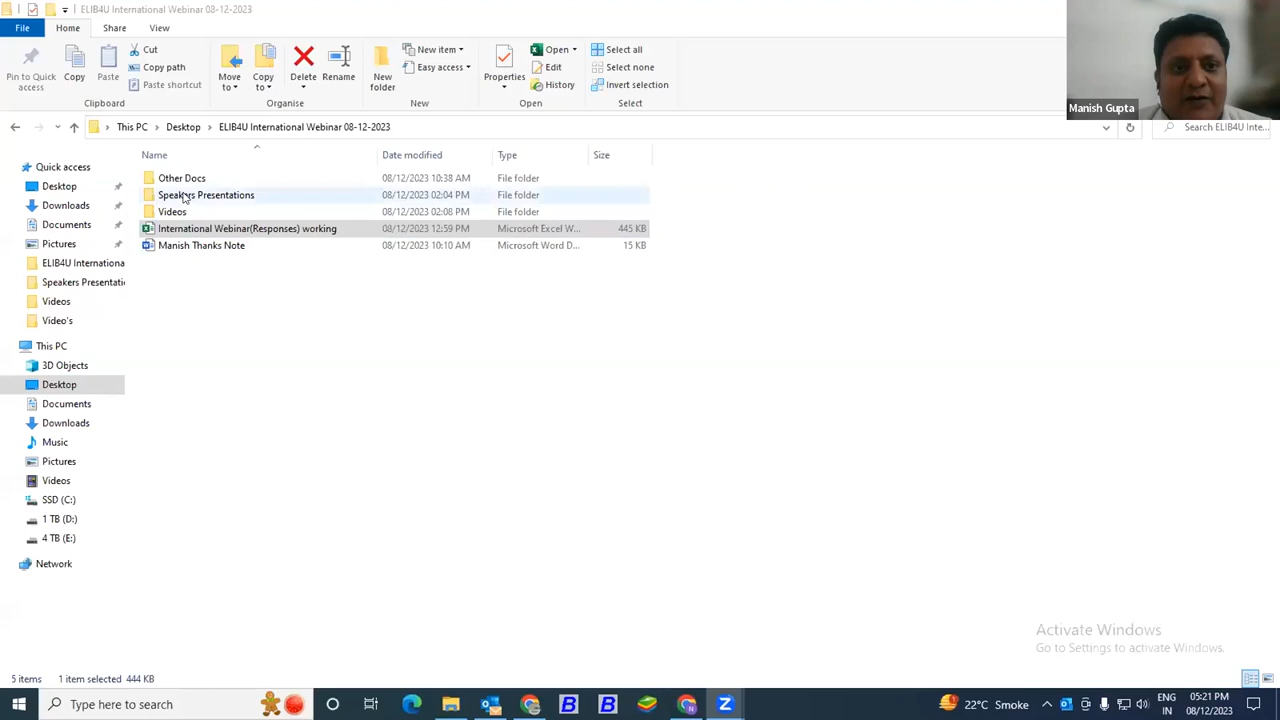 ELIB4U International Webinar 08-12-2023
File
Home
Share
View
Pin to Quick access
Copy
Paste
Cut
Copy path
Paste shortcut
Clipboard
Move to
Copy to
Delete
Rename
Organise
New folder
New item
Easy access
New
Properties
Open
Edit
History
Open
Select all
Select none
Invert selection
Select
Manish Gupta
This PC > Desktop > ELIB4U International Webinar 08-12-2023
Search ELIB4U Inte...
Name Date modified Type Size
Other Docs 08/12/2023 10:38 AM File folder
Speakers Presentations 08/12/2023 02:04 PM File folder
Videos 08/12/2023 02:08 PM File folder
International Webinar(Responses) working 08/12/2023 12:59 PM Microsoft Excel W... 445 KB
Manish Thanks Note 08/12/2023 10:10 AM Microsoft Word D... 15 KB
Quick access
Desktop
Downloads
Documents
Pictures
ELIB4U Internationa
Speakers Presentati
Videos
Video's
This PC
3D Objects
Desktop
Documents
Downloads
Music
Pictures
Videos
SSD (C:)
1 TB (D:)
4 TB (E:)
Network
Activate Windows
Go to Settings to activate Windows.
5 items 1 item selected 444 KB
Type here to search
22°C Smoke
ENG
IN
05:21 PM
08/12/2023